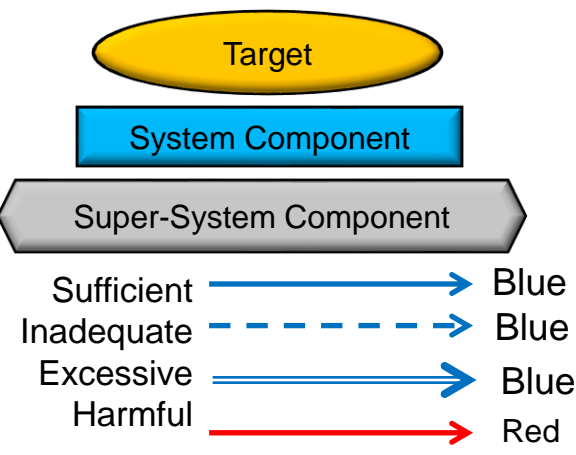 Target
System Component
Super-System Component
Sufficient Blue
Inadequate Blue
Excessive Blue
Harmful Red